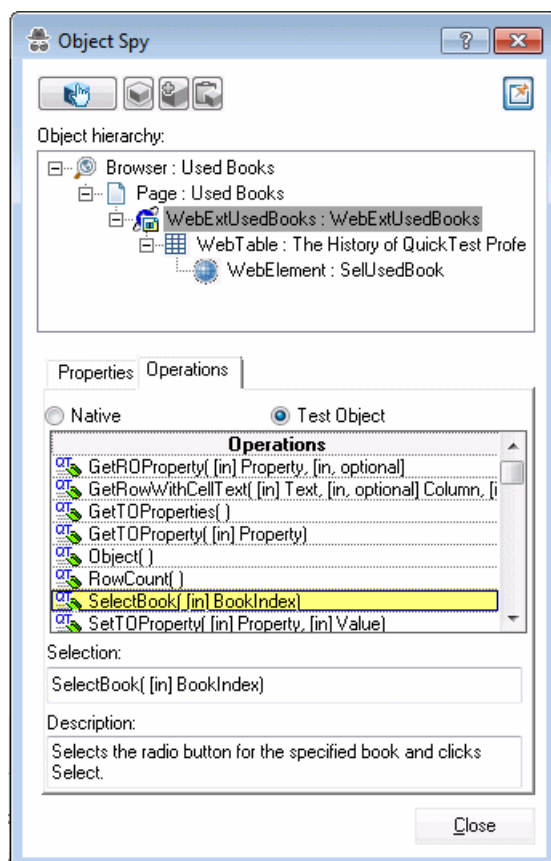 Object Spy
?
Object hierarchy:
Browser : Used Books
Page : Used Books
WebExtUsedBooks : WebExtUsedBooks
WebTable : The History of QuickTest Profe
WebElement : SelUsedBook
Properties Operations
Native Test Object
Operations
GetROProperty( [in] Property, [in, optional]
GetRowWithCellText( [in] Text, [in, optional] Column, [i
GetTOProperties( )
GetTOProperty( [in] Property)
Object( )
RowCount( )
SelectBook( [in] BookIndex)
SetTOProperty( [in] Property, [in] Value)
Selection:
SelectBook( [in] BookIndex)
Description:
Selects the radio button for the specified book and clicks
Select.
Close